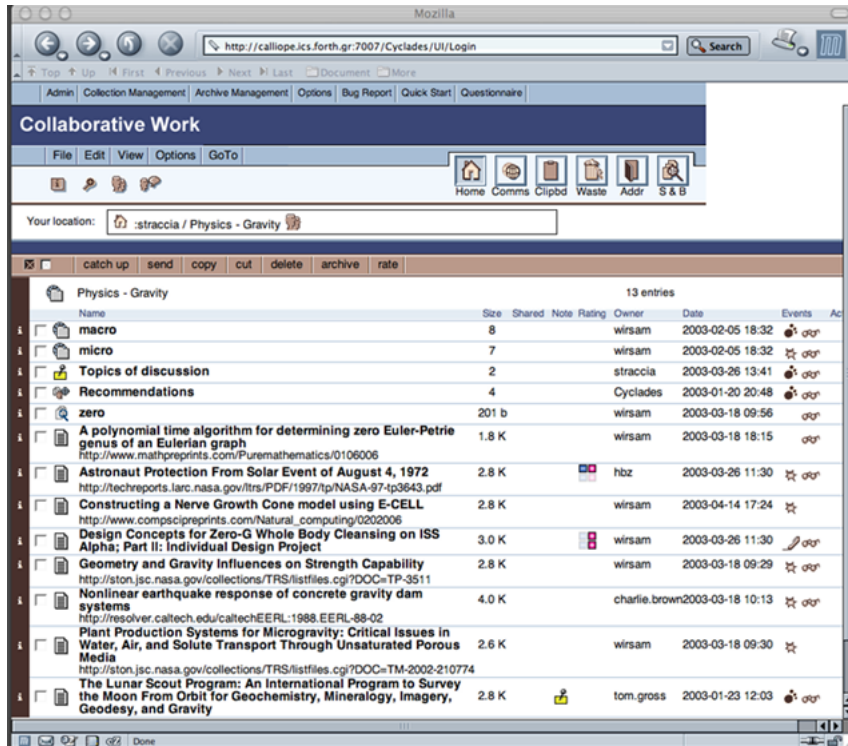 Mozilla
http://calliope.ics.forth.gr:7007/Cyclades/UI/Login Search
Top Up First Previous Next Last Document More
Admin Collection Management Archive Management Options Bug Report Quick Start Questionnaire
Collaborative Work
File Edit View Options GoTo
Home Comms Clipbd Waste Addr S & B
Your location: :straccia / Physics - Gravity
catch up send copy cut delete archive rate
Physics - Gravity 13 entries
Name Size Shared Note Rating Owner Date Events Ac
macro 8 wirsam 2003-02-05 18:32
micro 7 wirsam 2003-02-05 18:32
Topics of discussion 2 straccia 2003-03-26 13:41
Recommendations 4 Cyclades 2003-01-20 20:48
zero 201 b wirsam 2003-03-18 09:56
A polynomial time algorithm for determining zero Euler-Petrie
genus of an Eulerian graph 1.8 K wirsam 2003-03-18 18:15
http://www.mathpreprints.com/Puremathematics/0106006
Astronaut Protection From Solar Event of August 4, 1972 2.8 K hbz 2003-03-26 11:30
http://techreports.larc.nasa.gov/ltrs/PDF/1997/tp/NASA-97-tp3643.pdf
Constructing a Nerve Growth Cone model using E-CELL 2.8 K wirsam 2003-04-14 17:24
http://www.compscipreprints.com/Natural_computing/0202006
Design Concepts for Zero-G Whole Body Cleansing on ISS
Alpha; Part II: Individual Design Project 3.0 K wirsam 2003-03-26 11:30
Geometry and Gravity Influences on Strength Capability 2.8 K wirsam 2003-03-18 09:29
http://ston.jsc.nasa.gov/collections/TRS/listfiles.cgi?DOC=TP-3511
Nonlinear earthquake response of concrete gravity dam
systems 4.0 K charlie.brown 2003-03-18 10:13
http://resolver.caltech.edu/caltechEERL:1988.EERL-88-02
Plant Production Systems for Microgravity: Critical Issues in
Water, Air, and Solute Transport Through Unsaturated Porous 2.6 K wirsam 2003-03-18 09:30
Media
http://ston.jsc.nasa.gov/collections/TRS/listfiles.cgi?DOC=TM-2002-210774
The Lunar Scout Program: An International Program to Survey
the Moon From Orbit for Geochemistry, Mineralogy, Imagery, 2.8 K tom.gross 2003-01-23 12:03
Geodesy, and Gravity
Done